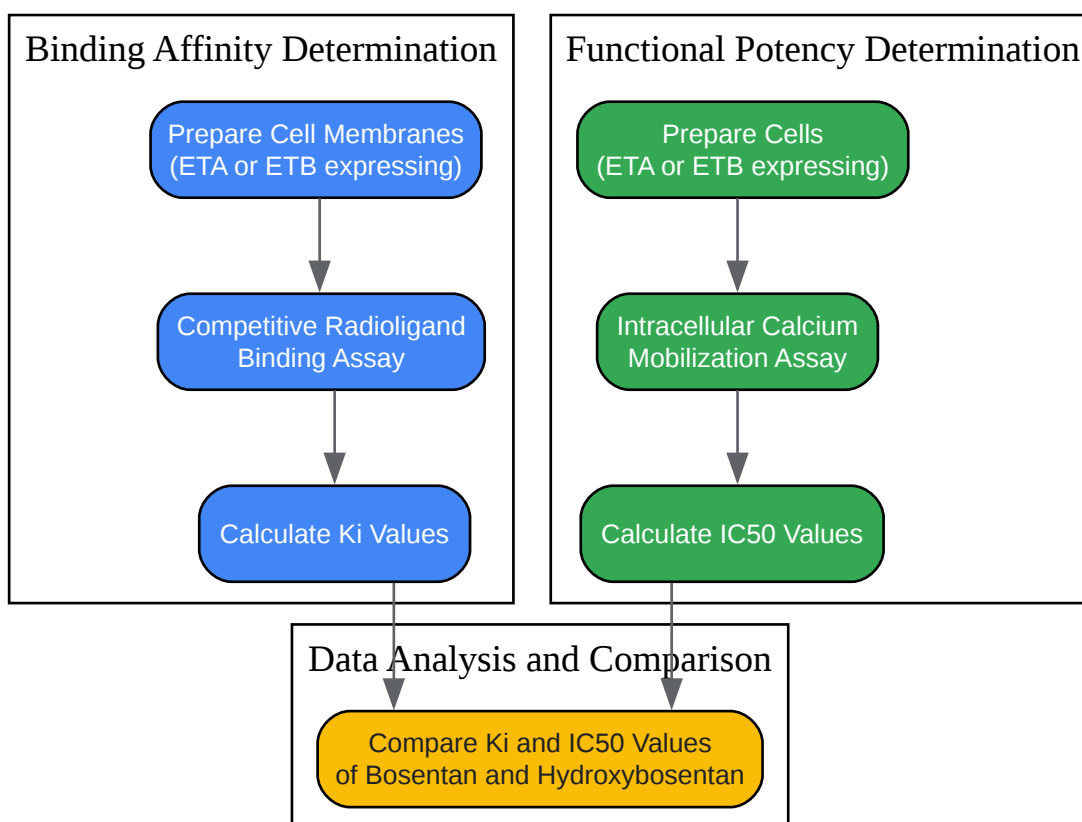 Binding Affinity Determination
Prepare Cell Membranes
(ETA or ETB expressing)
Competitive Radioligand
Binding Assay
Calculate Ki Values
Functional Potency Determination
Prepare Cells
(ETA or ETB expressing)
Intracellular Calcium
Mobilization Assay
Calculate IC50 Values
Data Analysis and Comparison
Compare Ki and IC50 Values
of Bosentan and Hydroxybosentan